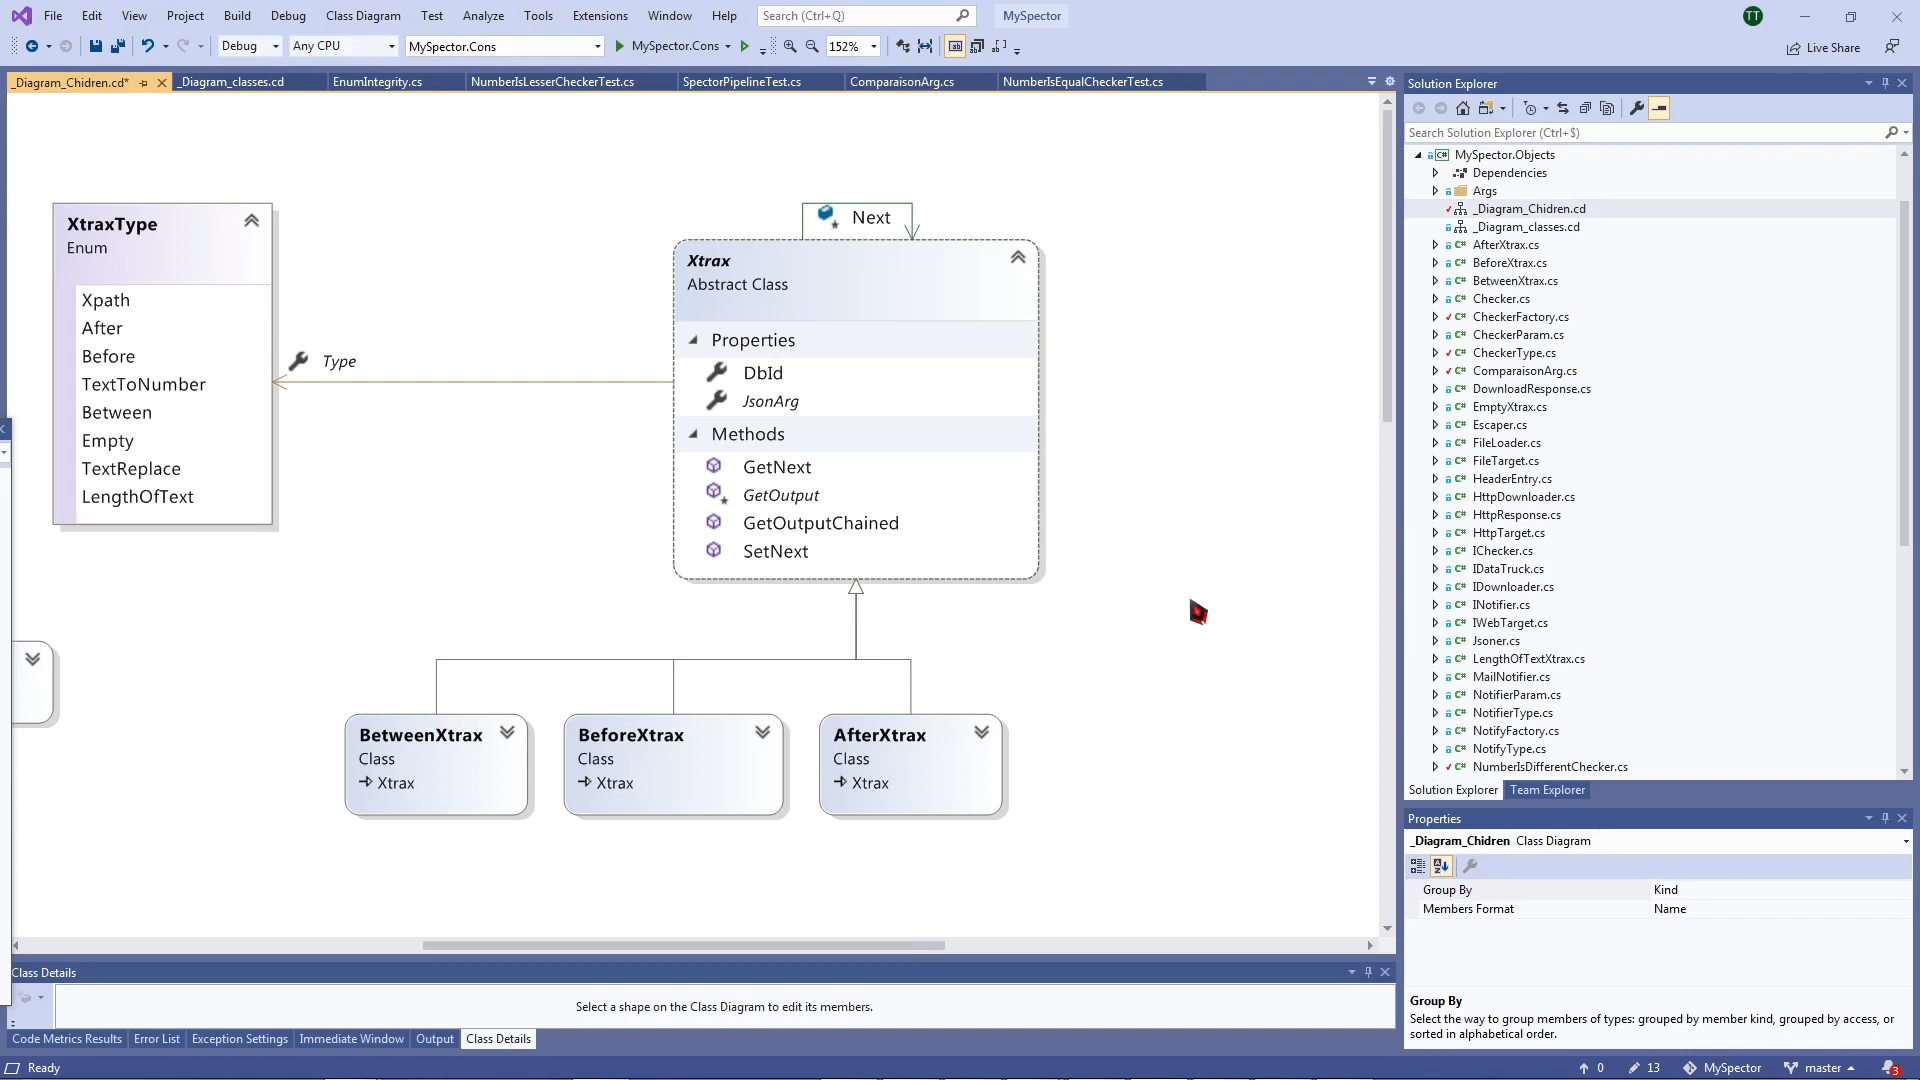 File Edit View Project Build Debug Class Diagram Test Analyze Tools Extensions Window Help Search (Ctrl+Q) MySpector TT
Debug Any CPU MySpector.Cons MySpector.Cons 152% Live Share
_Diagram_Chidren.cd* _Diagram_classes.cd EnumIntegrity.cs NumberIsLesserCheckerTest.cs SpectorPipelineTest.cs ComparaisonArg.cs NumberIsEqualCheckerTest.cs
XtraxType
Enum
Xpath
After
Before
TextToNumber
Between
Empty
TextReplace
LengthOfText
Type
Next
Xtrax
Abstract Class
Properties
DbId
JsonArg
Methods
GetNext
GetOutput
GetOutputChained
SetNext
BetweenXtrax
Class
Xtrax
BeforeXtrax
Class
Xtrax
AfterXtrax
Class
Xtrax
Class Details
Select a shape on the Class Diagram to edit its members.
Code Metrics Results Error List Exception Settings Immediate Window Output Class Details
Solution Explorer
Search Solution Explorer (Ctrl+$)
C# MySpector.Objects
Dependencies
Args
_Diagram_Chidren.cd
_Diagram_classes.cd
C# AfterXtrax.cs
C# BeforeXtrax.cs
C# BetweenXtrax.cs
C# Checker.cs
C# CheckerFactory.cs
C# CheckerParam.cs
C# CheckerType.cs
C# ComparaisonArg.cs
C# DownloadResponse.cs
C# EmptyXtrax.cs
C# Escaper.cs
C# FileLoader.cs
C# FileTarget.cs
C# HeaderEntry.cs
C# HttpDownloader.cs
C# HttpResponse.cs
C# HttpTarget.cs
C# IChecker.cs
C# IDataTruck.cs
C# IDownloader.cs
C# INotifier.cs
C# IWebTarget.cs
C# Jsoner.cs
C# LengthOfTextXtrax.cs
C# MailNotifier.cs
C# NotifierParam.cs
C# NotifierType.cs
C# NotifyFactory.cs
C# NotifyType.cs
C# NumberIsDifferentChecker.cs
Solution Explorer Team Explorer
Properties
_Diagram_Chidren Class Diagram
Group By Kind
Members Format Name
Group By
Select the way to group members of types: grouped by member kind, grouped by access, or
sorted in alphabetical order.
Ready 0 13 MySpector master 3